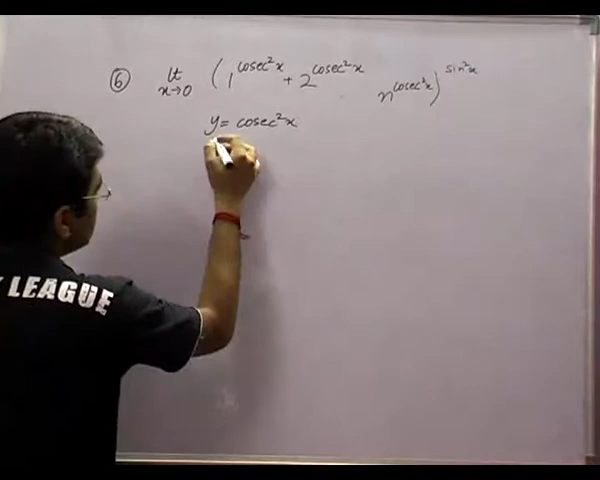 ⑥ lt x→0 (1^cosec²x + 2^cosec²x n^cosec²x)^sin²x
y = cosec²x
LEAGUE